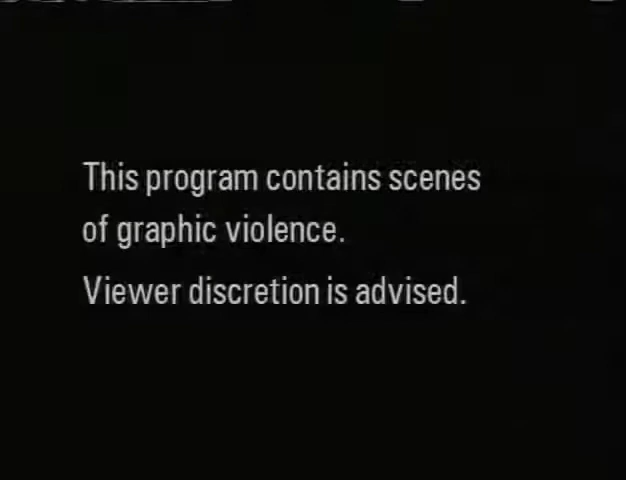 This program contains scenes
of graphic violence.
Viewer discretion is advised.